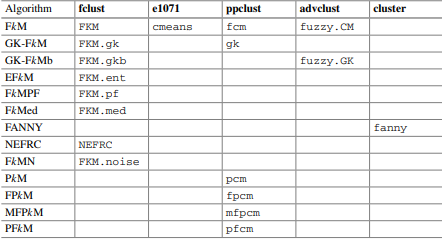 Algorithm fclust e1071 ppclust advclust cluster
FkM FKM cmeans fcm fuzzy.CM
GK-FkM FKM.gk gk
GK-FkMb FKM.gkb fuzzy.GK
EFkM FKM.ent
FkMPF FKM.pf
FkMed FKM.med
FANNY fanny
NEFRC NEFRC
FkMN FKM.noise
PkM pcm
FPkM fpcm
MFPkM mfpcm
PFkM pfcm